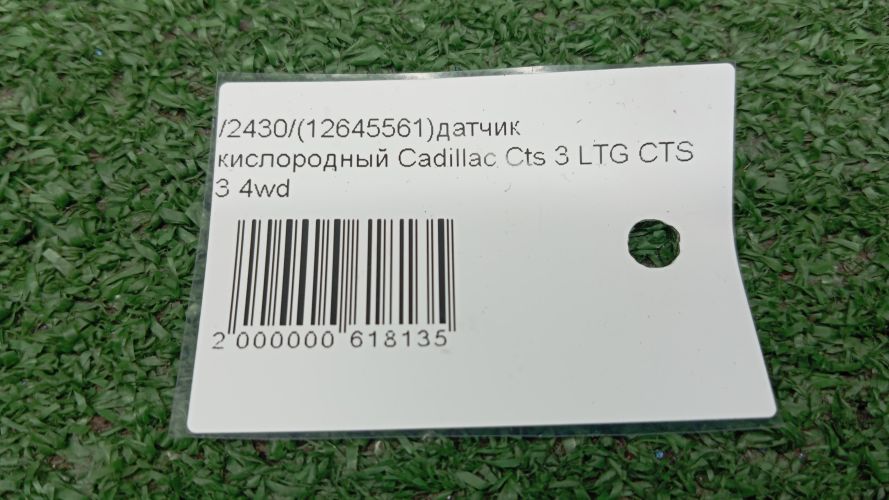 /2430/(12645561)датчик
кислородный Cadillac Cts 3 LTG CTS
3 4wd
2 000000 618135